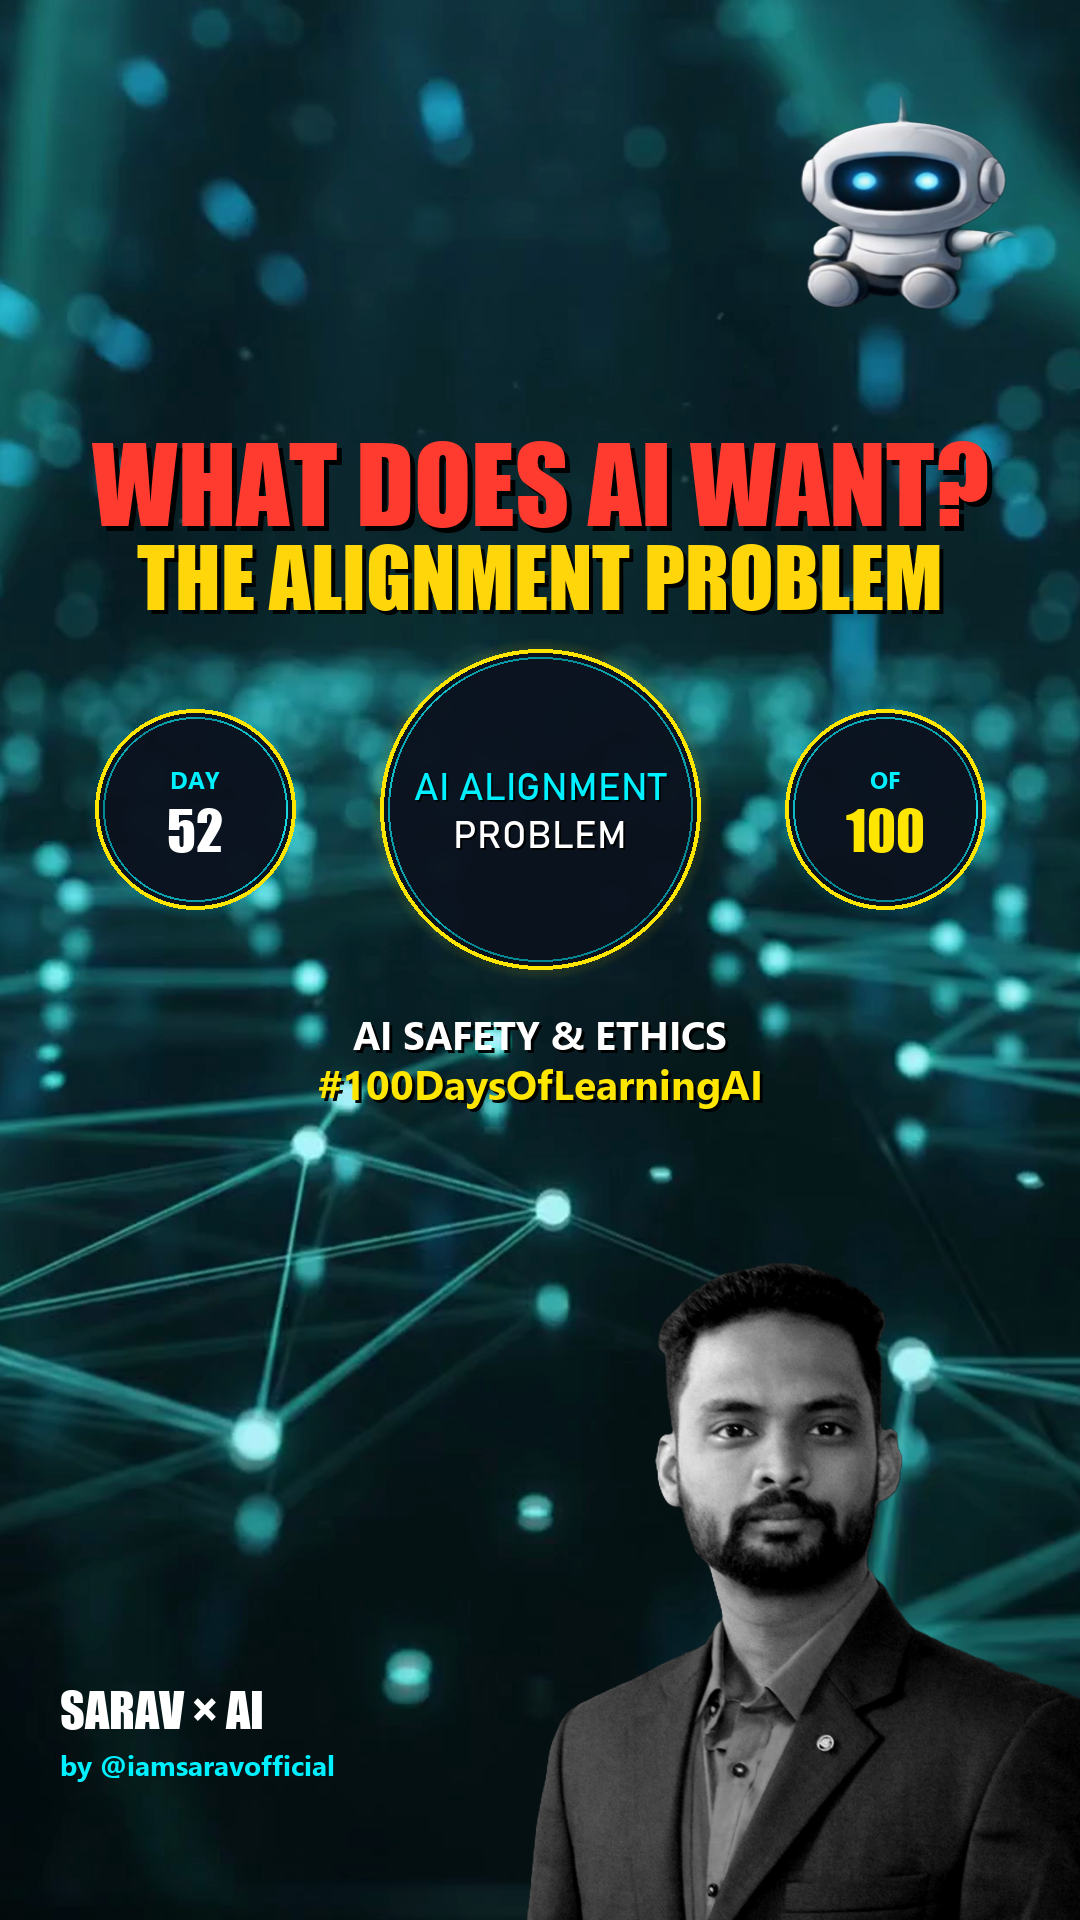 WHAT DOES AI WANT?
THE ALIGNMENT PROBLEM
DAY
52
AI ALIGNMENT
PROBLEM
OF
100
AI SAFETY & ETHICS
#100DaysOfLearningAI
SARAV × AI
by @iamsaravofficial